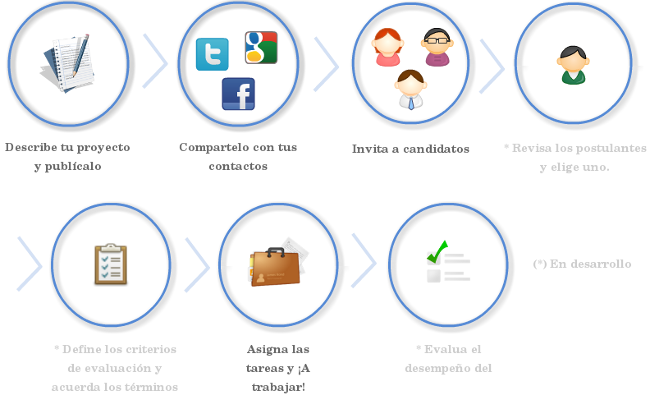 Describe tu proyecto
y publícalo
Compartelo con tus
contactos
Invita a candidatos
* Revisa los postulantes
y elige uno.
* Define los criterios
de evaluación y
acuerda los términos
Asigna las
tareas y ¡A
trabajar!
* Evalua el
desempeño del
(*) En desarrollo